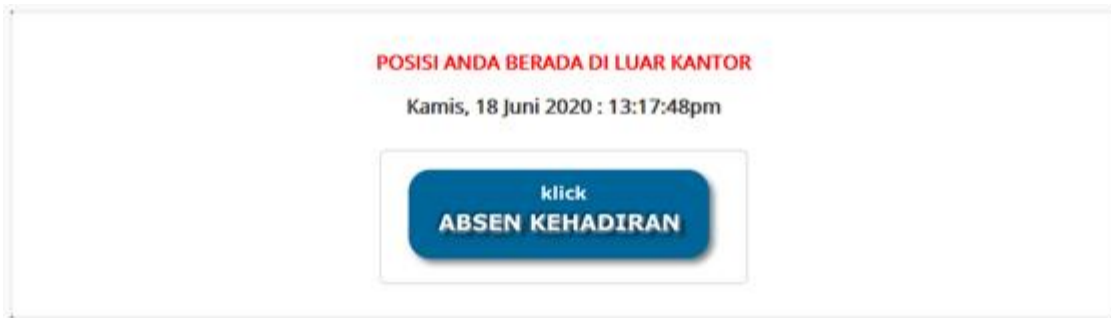 POSISI ANDA BERADA DI LUAR KANTOR
Kamis, 18 Juni 2020 : 13:17:48pm
klick
ABSEN KEHADIRAN